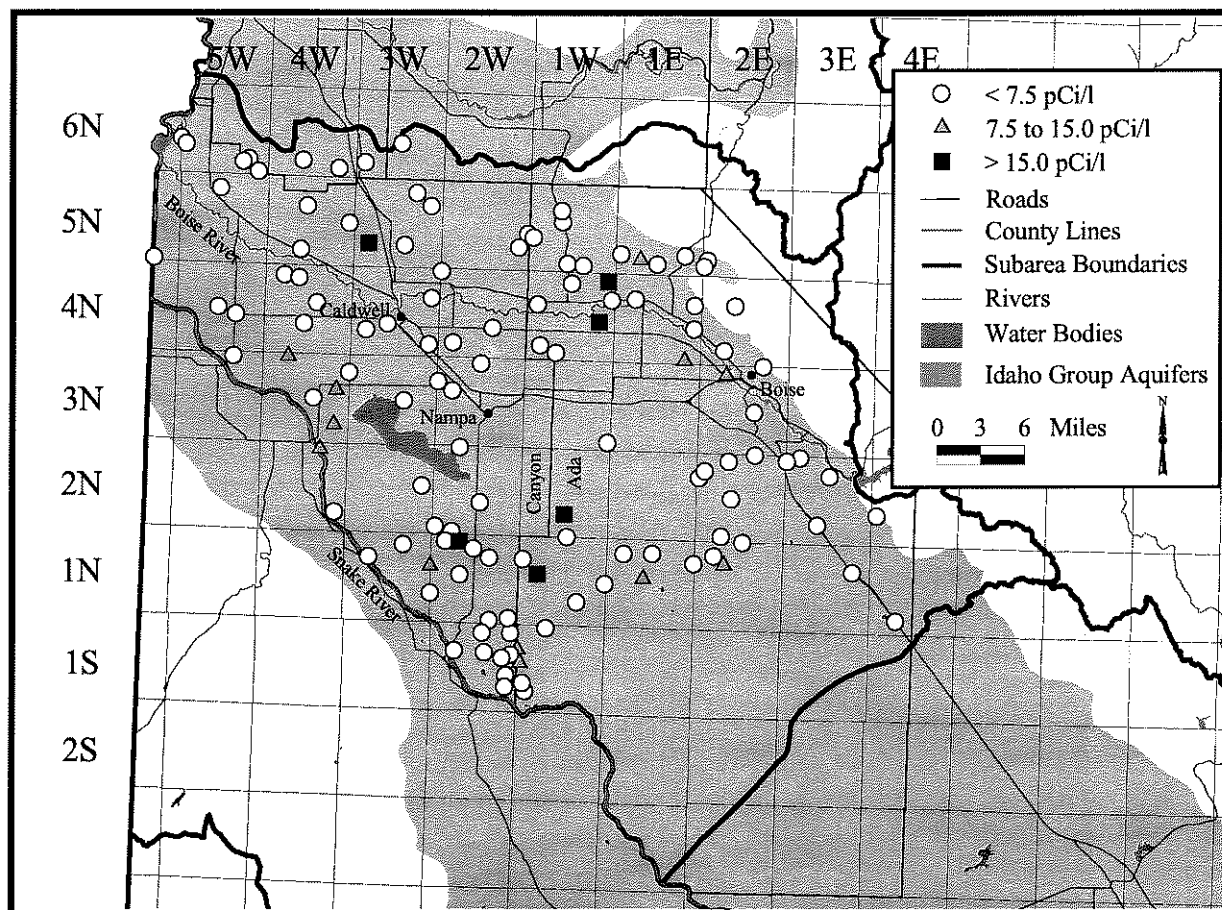 5W 4W 3W 2W 1W 1E 2E 3E 4E
6N
5N
4N
3N
2N
1N
1S
2S
Boise River
Caldwell
Nampa
Boise
Canyon
Ada
Snake River
< 7.5 pCi/l
7.5 to 15.0 pCi/l
> 15.0 pCi/l
Roads
County Lines
Subarea Boundaries
Rivers
Water Bodies
Idaho Group Aquifers
0 3 6 Miles
N